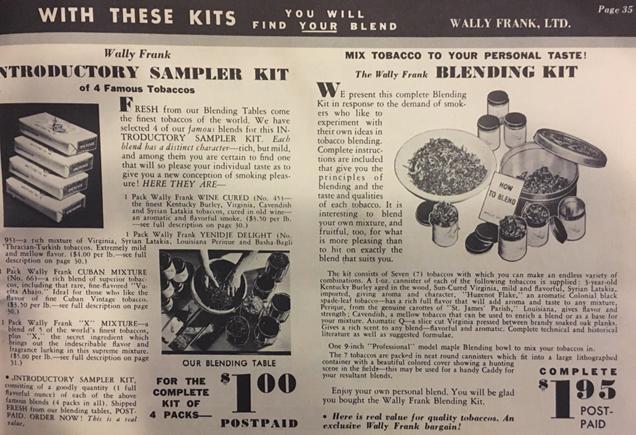 WITH THESE KITS YOU WILL FIND YOUR BLEND WALLY FRANK, LTD. Page 35
Wally Frank
NTRODUCTORY SAMPLER KIT
of 4 Famous Tobaccos
FRESH from our Blending Tables come
the finest tobaccos of the world. We have
selected 4 of our famous blends for this IN-
TRODUCTORY SAMPLER KIT. Each
blend has a distinct character—rich, but mild,
and among them you are certain to find one
that will so please your individual taste as to
give you a new conception of smoking pleas-
ure! HERE THEY ARE—
1 Pack Wally Frank WINE CURED (No. 45)—
the finest Kentucky Burley, Virginia, Cavendish
and Syrian Latakia tobaccos, cured in old wine—
an aromatic and flavorful smoke. ($3.50 per lb.
—see full description on page 30.)
1 Pack Wally Frank YENIDJE DELIGHT (No.
93)—a rich mixture of Virginia, Syrian Latakia, Louisiana Perique and Basha-Bagli
Thracian-Turkish tobaccos. Extremely mild
and mellow flavor. ($4.00 per lb.—see full
description on page 30.)
1 Pack Wally Frank CUBAN MIXTURE
(No. 66)—a rich blend of superior tobac-
cos, including that rare, fine-flavored "Vu-
elta Abajo." Ideal for those who like the
flavor of fine Cuban Vintage tobacco.
($3.50 per lb.—see full description on page
31.)
1 Pack Wally Frank "X" MIXTURE—a
blend of 5 of the world's finest tobaccos,
plus "X," the secret ingredient which
brings out the indescribable flavor and
fragrance lurking in this supreme mixture.
($5.00 per lb.—see full description on page
31.)
OUR BLENDING TABLE
• INTRODUCTORY SAMPLER KIT,
consisting of a goodly quantity (1 full
flavorful ounce) of each of the above
famous blends (4 packs in all). Shipped
FRESH from our blending tables, POST-
PAID. ORDER NOW! This is a real
value.
FOR THE
COMPLETE
KIT OF
4 PACKS—
$1.00
POSTPAID
MIX TOBACCO TO YOUR PERSONAL TASTE!
The Wally Frank BLENDING KIT
WE present this complete Blending
Kit in response to the demand of smok-
ers who like to
experiment with
their own ideas in
tobacco blending.
Complete instruc-
tions are included
that give you the
principles of
blending and the
taste and qualities
of each tobacco. It is
interesting to blend
your own mixture, and
fruitful, too, for what
is more pleasing than
to hit on exactly the
blend that suits you.
HOW
TO BLEND
The kit consists of Seven (7) tobaccos with which you can make an endless variety of
combinations. A 1-oz. cannister of each of the following tobaccos is supplied: 3-year-old
Kentucky Burley aged in the wood, Sun-Cured Virginia, mild and flavorful, Syrian Latakia,
imported, giving aroma and character,
spade-leaf tobacco—has a rich full flavor that will add aroma and taste to any mixture,
Perique, from the genuine carottes of "St. James Parish," Louisiana, gives flavor and
strength; Cavendish, a mellow tobacco that can be used to enrich a blend or as a base for
your mixture. Aromatic Q—a slice cut Virginia pressed between brandy soaked oak planks.
Gives a rich scent to any blend—flavorful and aromatic. Complete technical and historical
literature as well as suggested formulae.
One 9-inch "Professional" model maple Blending bowl to mix your tobaccos in.
The 7 tobaccos are packed in neat round cannisters which fit into a large lithographed
container with a beautiful colored cover showing a hunting
scene in the fields—this may be used for a handy Caddy for
your resultant blends.
Enjoy your own personal blend. You will be glad
you bought the Wally Frank Blending Kit.
• Here is real value for quality tobaccos. An
exclusive Wally Frank bargain!
COMPLETE
$1.95
POST-
PAID